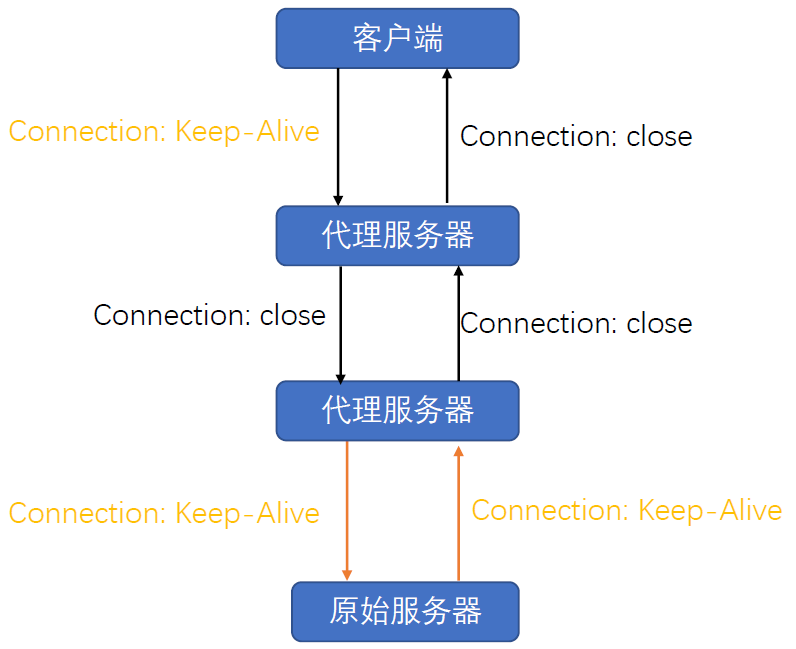 客户端
Connection: Keep-Alive
Connection: close
代理服务器
Connection: close
Connection: close
代理服务器
Connection: Keep-Alive
Connection: Keep-Alive
原始服务器